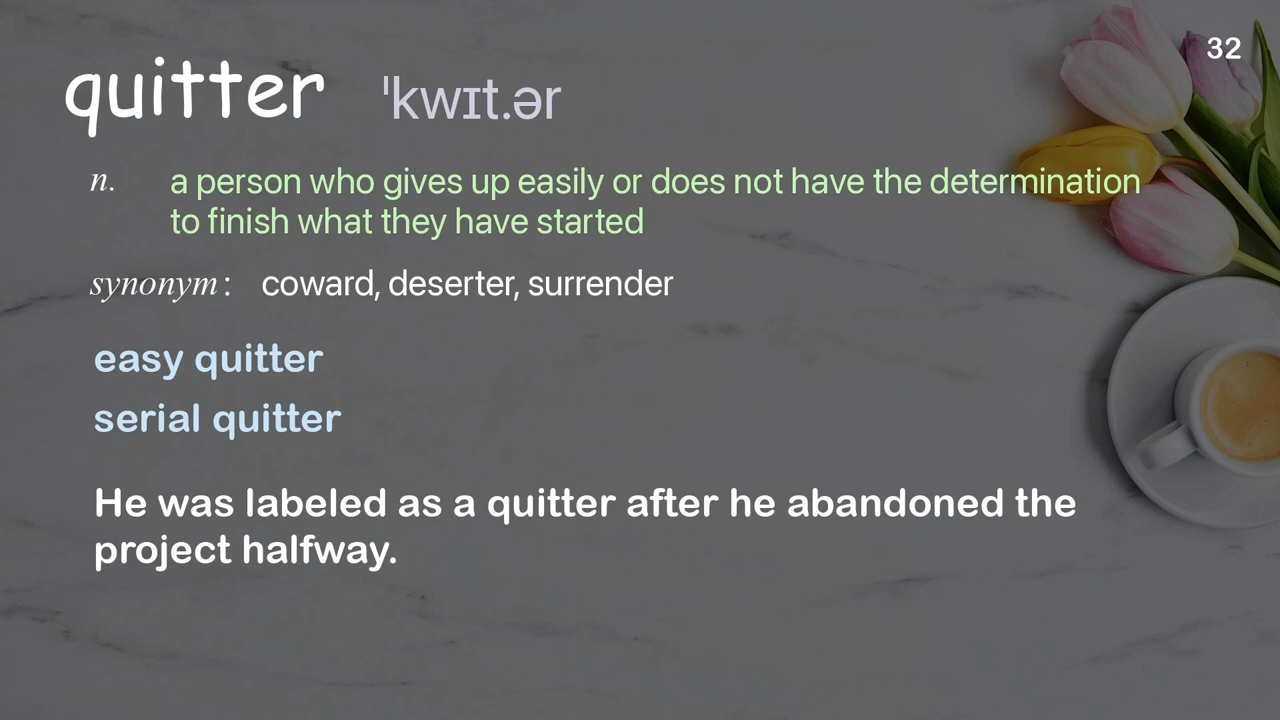 32
quitter ˈkwɪt.ər
n. a person who gives up easily or does not have the determination
to finish what they have started
synonym: coward, deserter, surrender
easy quitter
serial quitter
He was labeled as a quitter after he abandoned the
project halfway.